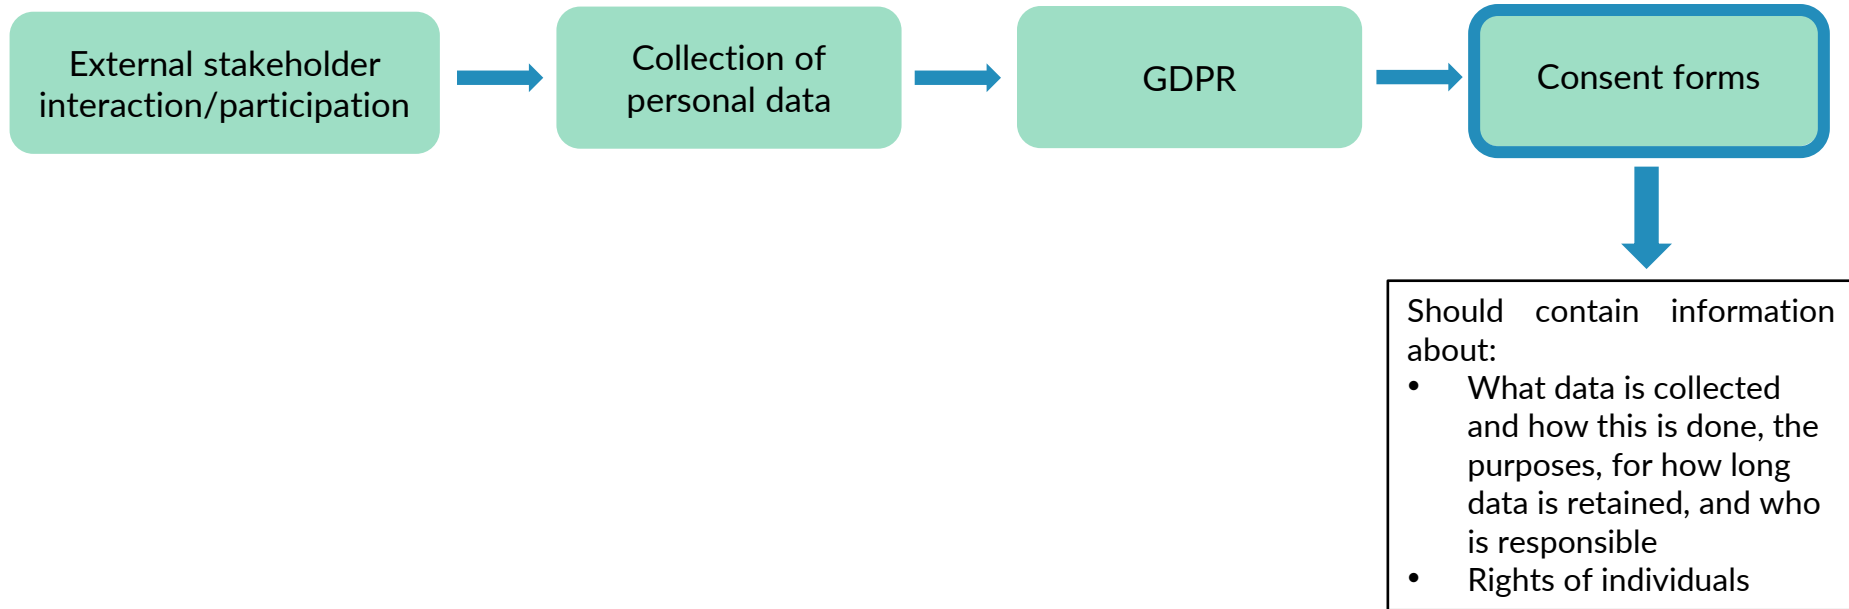 External stakeholder
interaction/participation
Collection of
personal data
GDPR
Consent forms
Should contain information
about:
• What data is collected
and how this is done, the
purposes, for how long
data is retained, and who
is responsible
• Rights of individuals